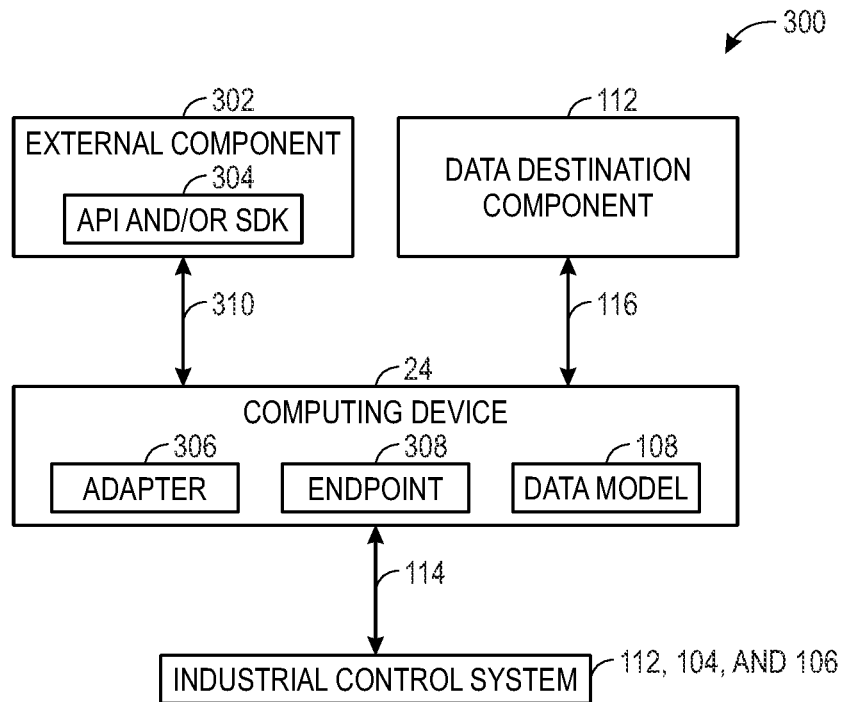 300
302
EXTERNAL COMPONENT
304
API AND/OR SDK
112
DATA DESTINATION
COMPONENT
310
116
24
COMPUTING DEVICE
306
ADAPTER
308
ENDPOINT
108
DATA MODEL
114
INDUSTRIAL CONTROL SYSTEM
112, 104, AND 106